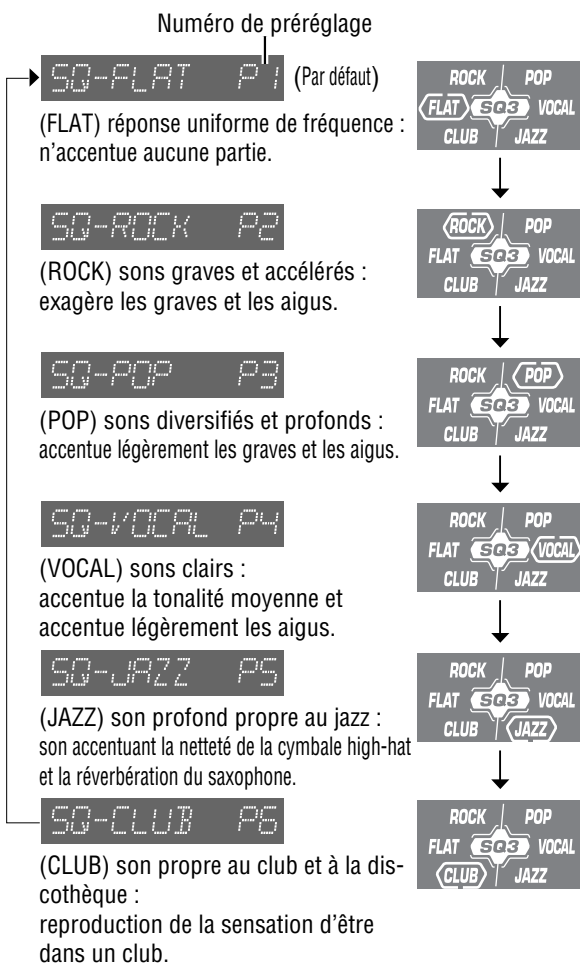 Numéro de préréglage
SQ-FLAT P1 (Par défaut)
(FLAT) réponse uniforme de fréquence :
n'accentue aucune partie.
ROCK POP
FLAT SQ3 VOCAL
CLUB JAZZ
SQ-ROCK P2
(ROCK) sons graves et accélérés :
exagère les graves et les aigus.
ROCK POP
FLAT SQ3 VOCAL
CLUB JAZZ
SQ-POP P3
(POP) sons diversifiés et profonds :
accentue légèrement les graves et les aigus.
ROCK POP
FLAT SQ3 VOCAL
CLUB JAZZ
SQ-VOCAL P4
(VOCAL) sons clairs :
accentue la tonalité moyenne et
accentue légèrement les aigus.
ROCK POP
FLAT SQ3 VOCAL
CLUB JAZZ
SQ-JAZZ P5
(JAZZ) son profond propre au jazz :
son accentuant la netteté de la cymbale high-hat
et la réverbération du saxophone.
ROCK POP
FLAT SQ3 VOCAL
CLUB JAZZ
SQ-CLUB P6
(CLUB) son propre au club et à la dis-
cothèque :
reproduction de la sensation d'être
dans un club.
ROCK POP
FLAT SQ3 VOCAL
CLUB JAZZ